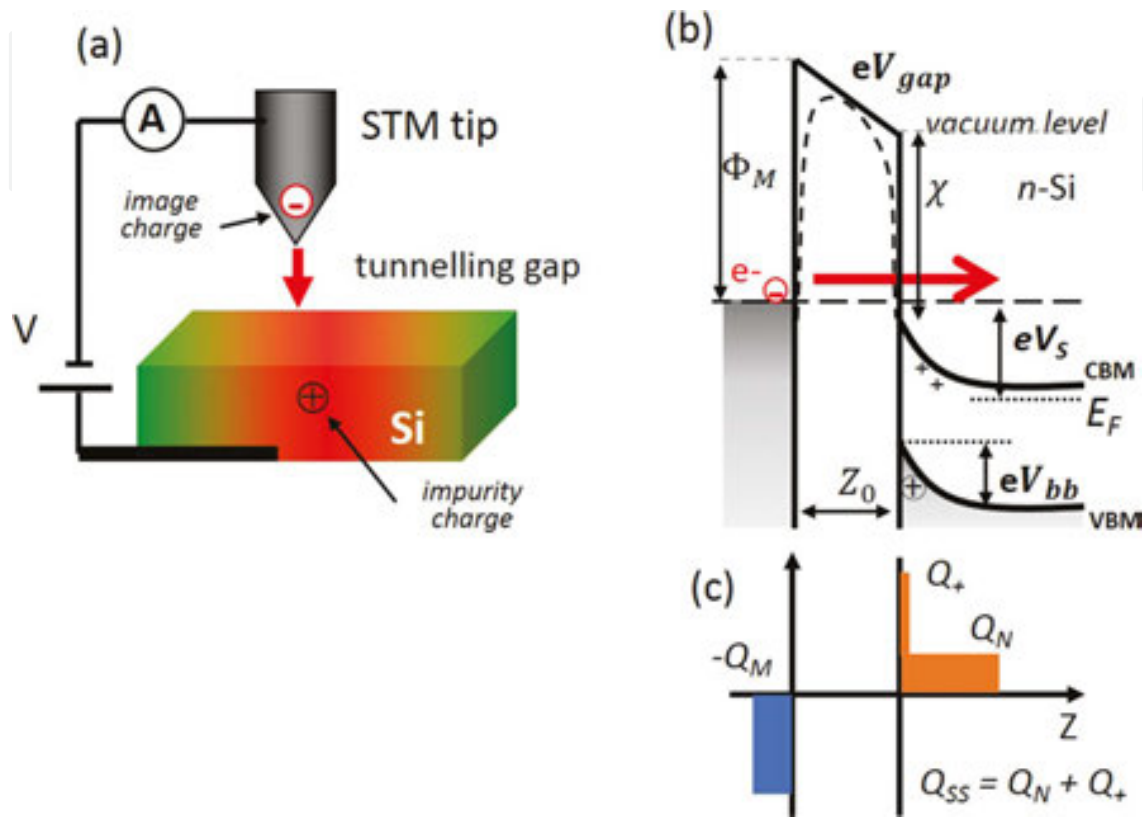 (a)
A
STM tip
image
charge
-
tunnelling gap
V
+
Si
impurity
charge
(b)
eV_gap
vacuum level
Φ_M
χ
n-Si
e-
-
eV_S
CBM
++
E_F
Z_0
eV_bb
+
VBM
(c)
Q_+
Q_N
-Q_M
Z
Q_SS = Q_N + Q_+